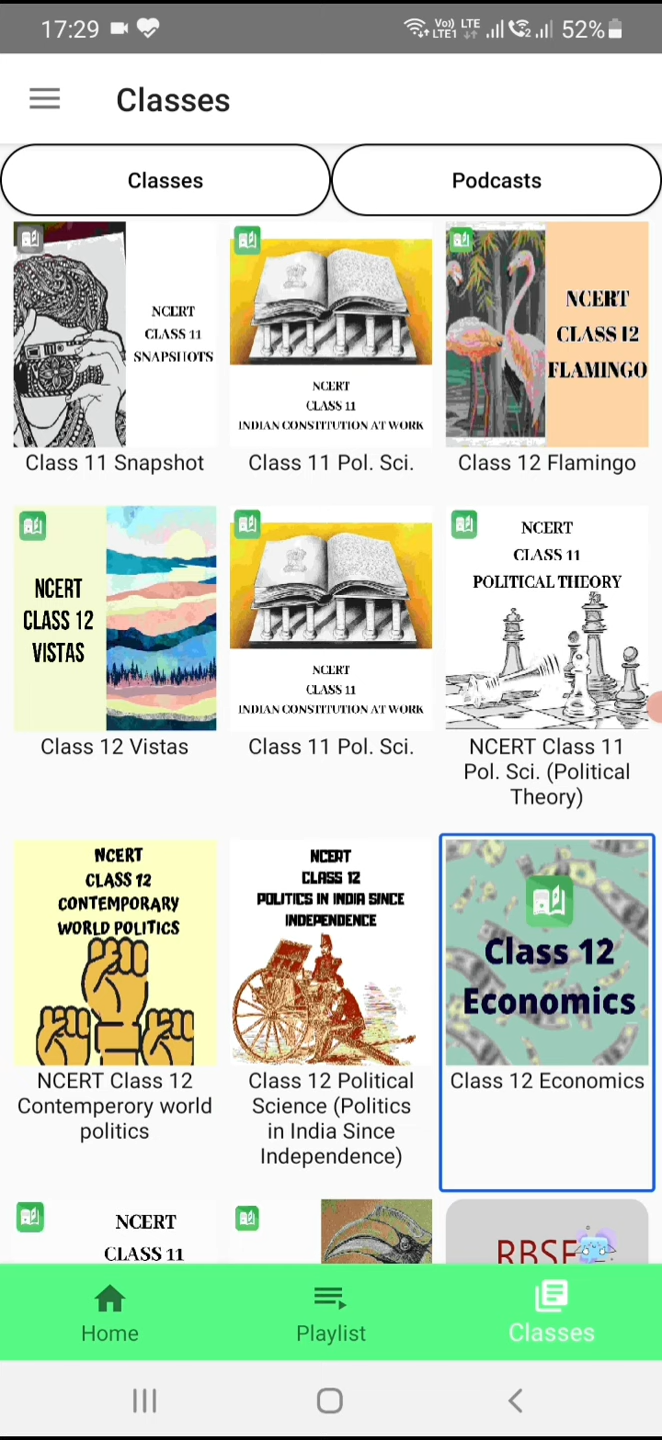 17:29
Vo)) LTE
LTE1
2
52%
Classes
Classes
Podcasts
NCERT
CLASS 11
SNAPSHOTS
Class 11 Snapshot
NCERT
CLASS 11
INDIAN CONSTITUTION AT WORK
Class 11 Pol. Sci.
NCERT
CLASS 12
FLAMINGO
Class 12 Flamingo
NCERT
CLASS 12
VISTAS
Class 12 Vistas
NCERT
CLASS 11
INDIAN CONSTITUTION AT WORK
Class 11 Pol. Sci.
NCERT
CLASS 11
POLITICAL THEORY
NCERT Class 11
Pol. Sci. (Political
Theory)
NCERT
CLASS 12
CONTEMPORARY
WORLD POLITICS
NCERT Class 12
Contemperory world
politics
NCERT
CLASS 12
POLITICS IN INDIA SINCE
INDEPENDENCE
Class 12 Political
Science (Politics
in India Since
Independence)
Class 12
Economics
Class 12 Economics
NCERT
CLASS 11
RBSE
Home
Playlist
Classes